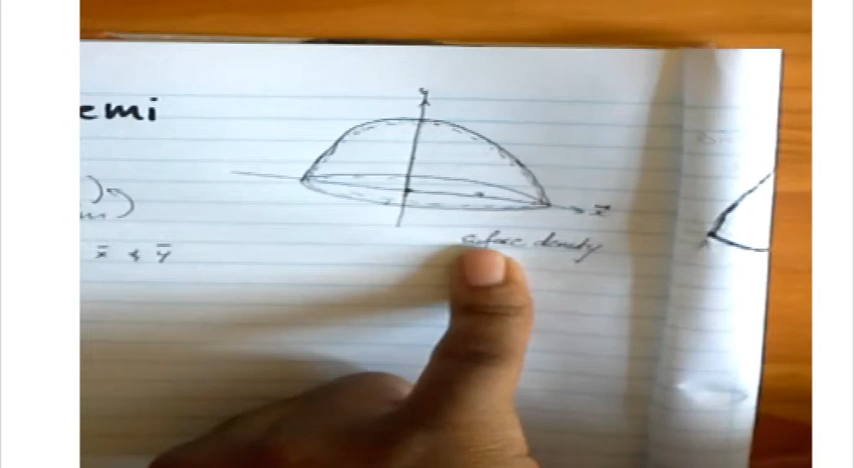 emi
y
x̄
surface density
x̄ & ȳ